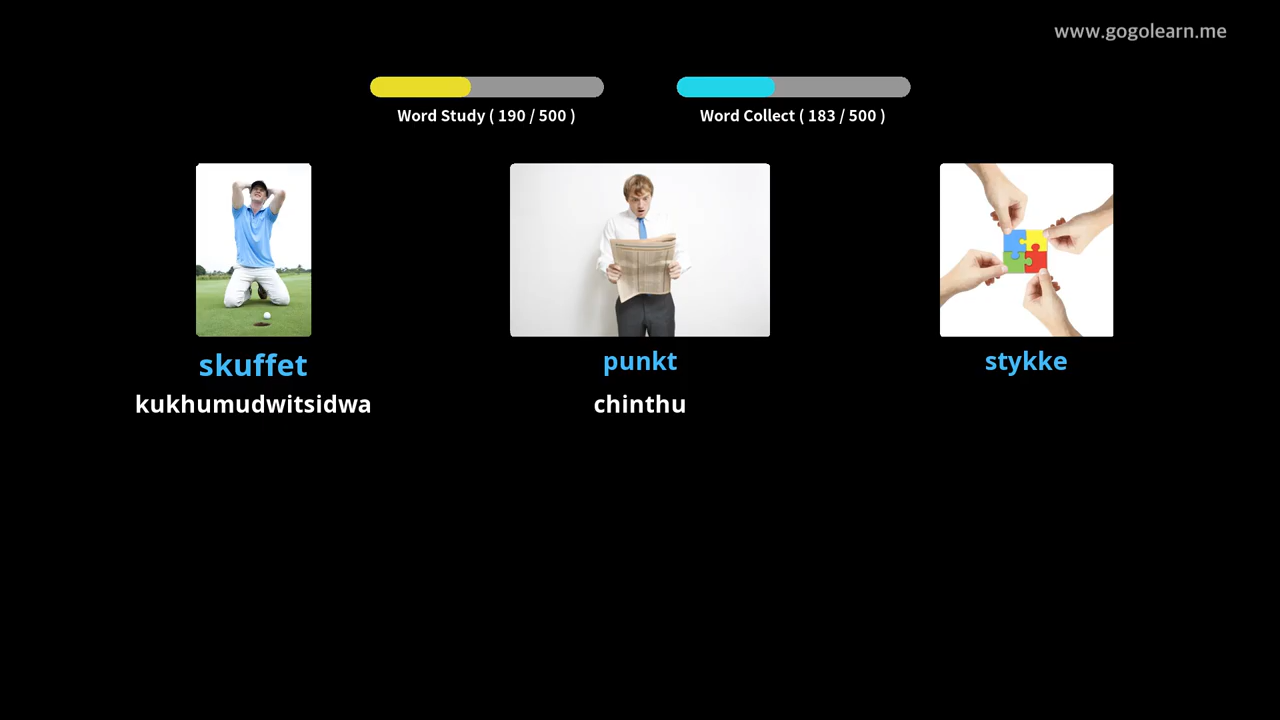 www.gogolearn.me
Word Study ( 190 / 500 )
Word Collect ( 183 / 500 )
skuffet
punkt
stykke
kukhumudwitsidwa
chinthu